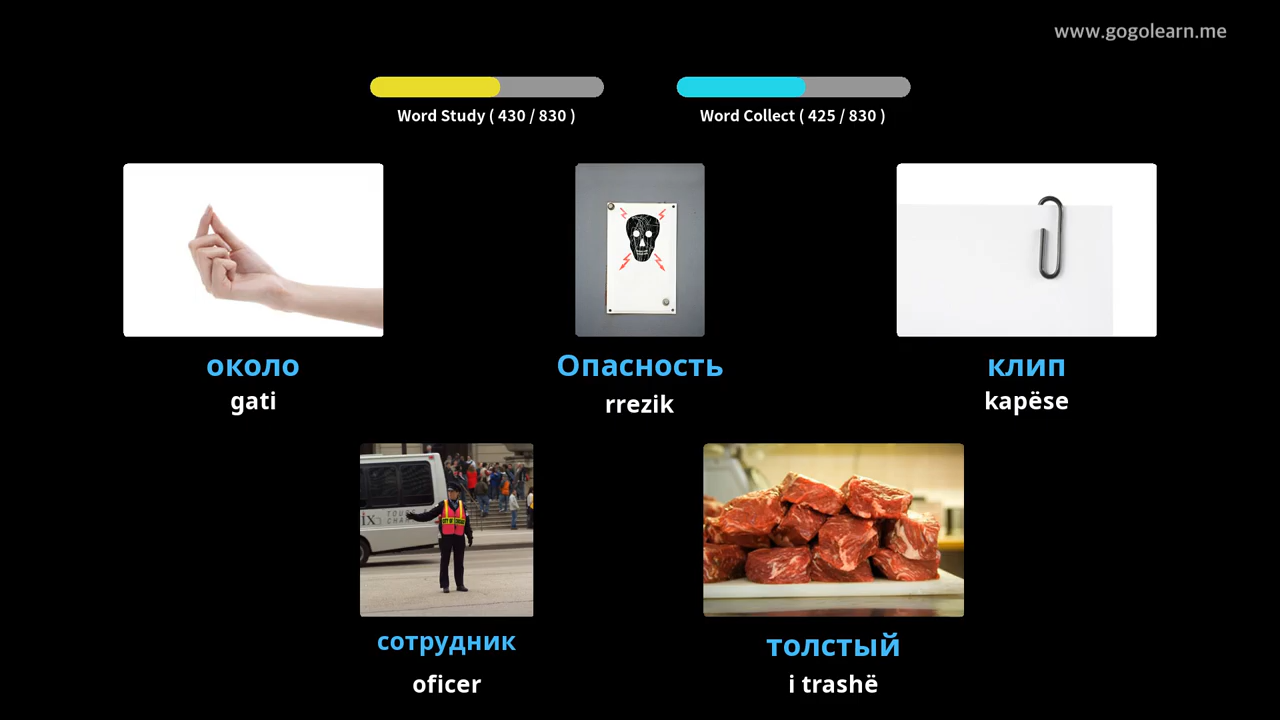 www.gogolearn.me
Word Study ( 430 / 830 )
Word Collect ( 425 / 830 )
около
gati
Опасность
rrezik
клип
kapëse
сотрудник
oficer
толстый
i trashë